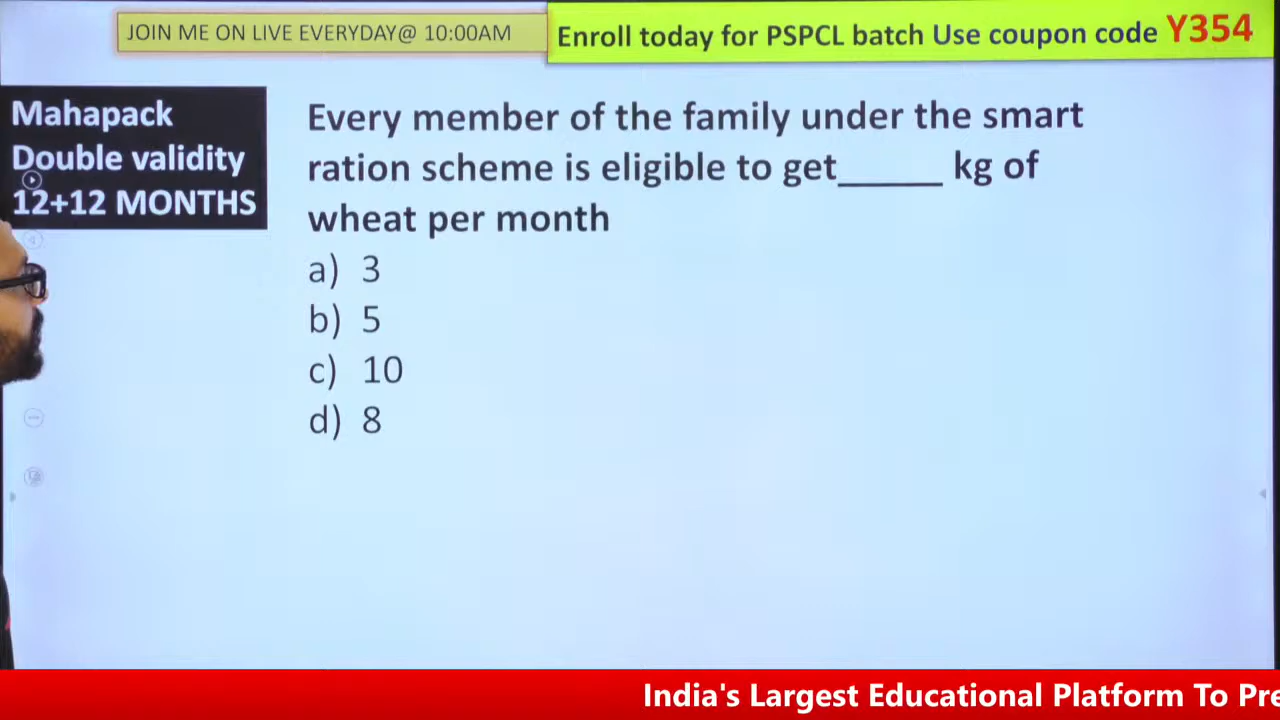 JOIN ME ON LIVE EVERYDAY@ 10:00AM
Enroll today for PSPCL batch Use coupon code Y354
Mahapack
Double validity
12+12 MONTHS
Every member of the family under the smart
ration scheme is eligible to get_____ kg of
wheat per month
a) 3
b) 5
c) 10
d) 8
India's Largest Educational Platform To Pre